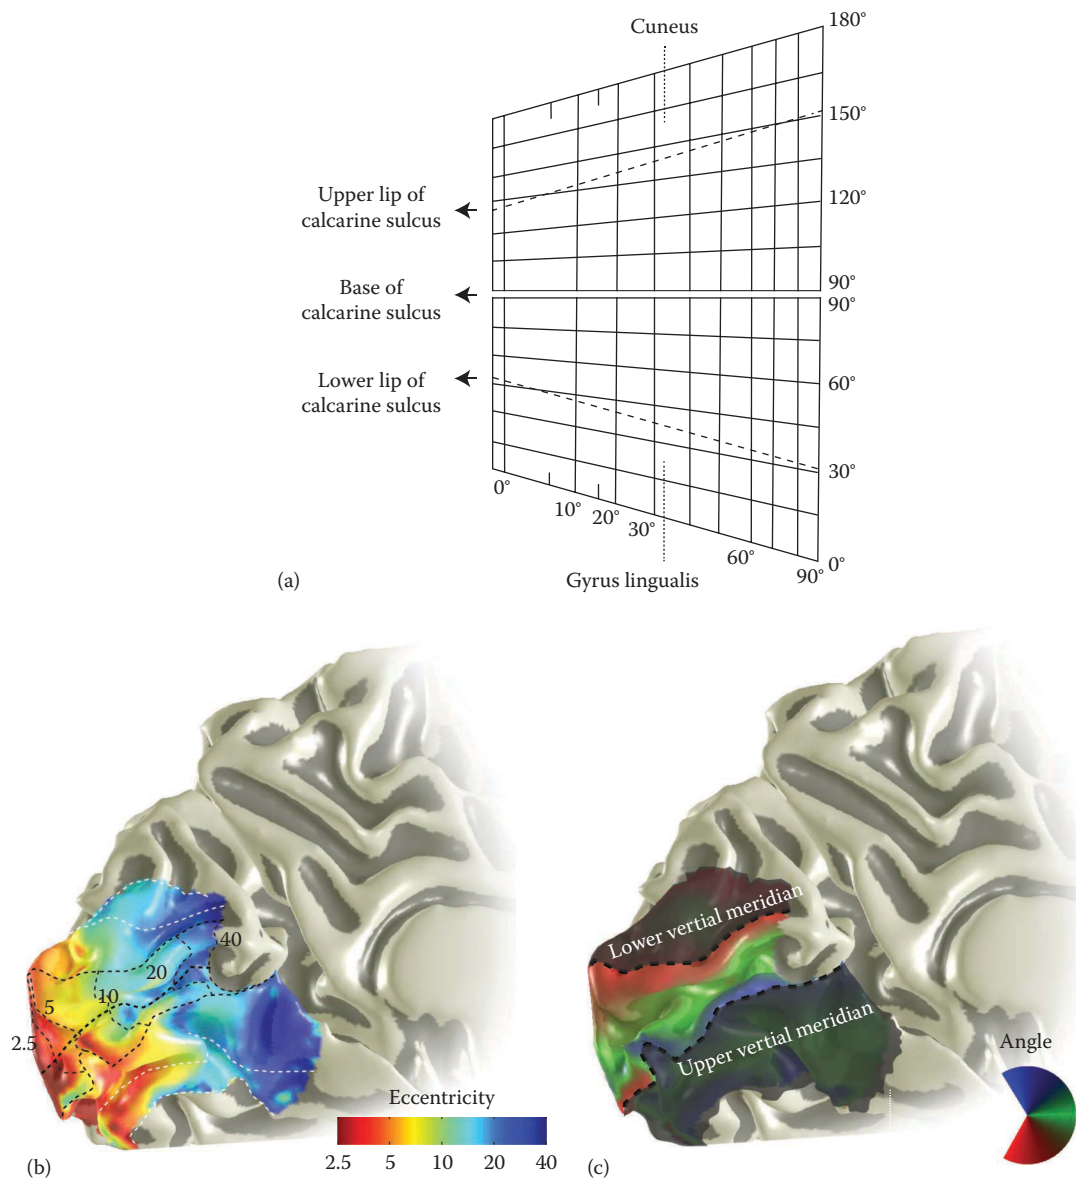 180°
Cuneus
150°
Upper lip of
calcarine sulcus
120°
90°
Base of
calcarine sulcus
90°
Lower lip of
calcarine sulcus
60°
30°
0°
10°
20°
30°
60°
0°
90°
Gyrus lingualis
(a)
40
20
10
5
2.5
Eccentricity
2.5 5 10 20 40
(b)
Lower vertial meridian
Upper vertial meridian
Angle
(c)